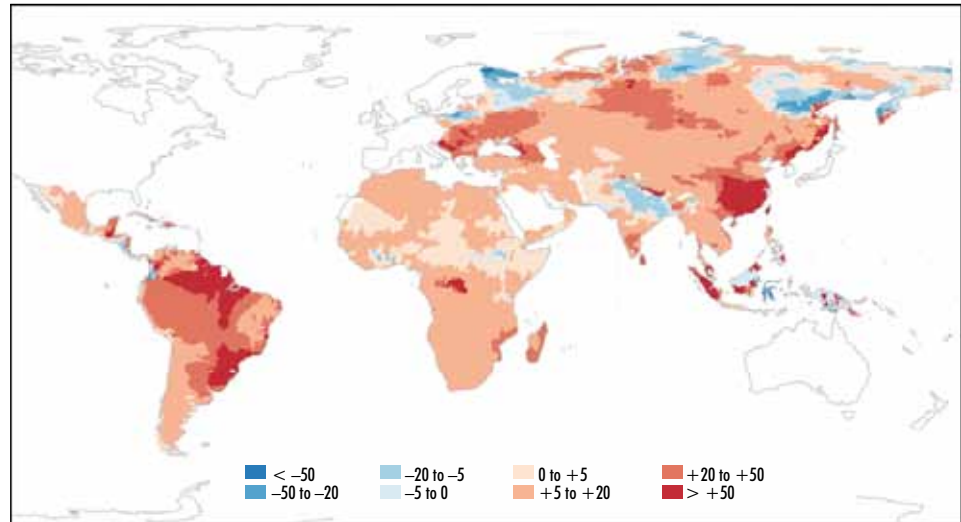 < –50 –20 to –5 0 to +5 +20 to +50
–50 to –20 –5 to 0 +5 to +20 > +50